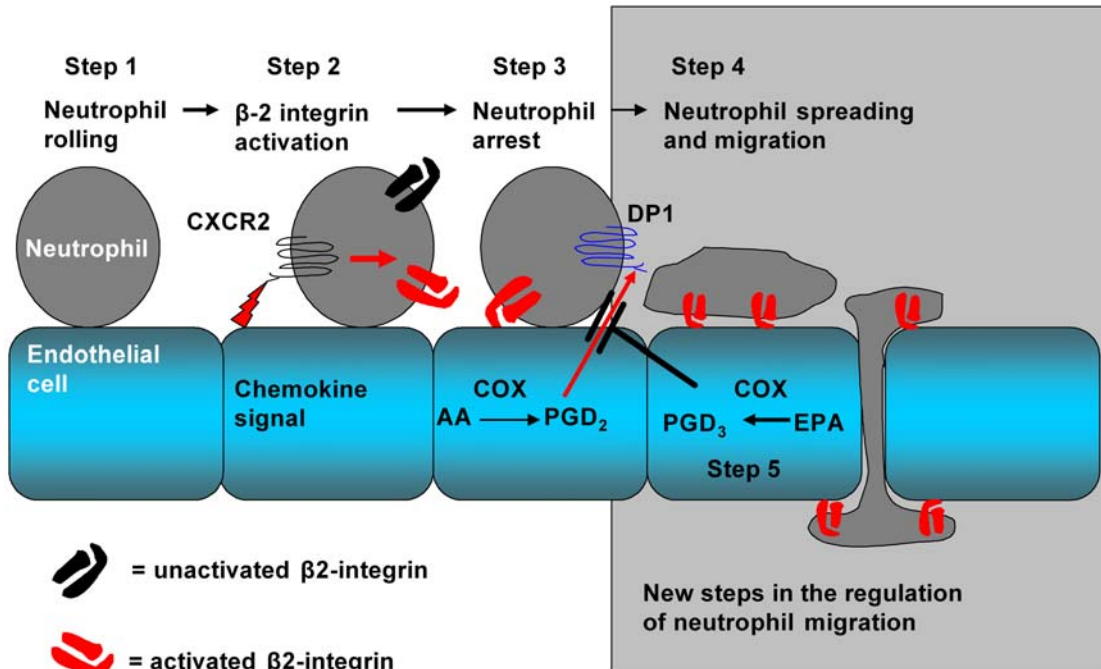 Step 1
Neutrophil
rolling
Step 2
β-2 integrin
activation
Step 3
Neutrophil
arrest
Step 4
Neutrophil spreading
and migration
CXCR2
DP1
Neutrophil
Endothelial
cell
Chemokine
signal
COX
AA
PGD₂
COX
PGD₃
EPA
Step 5
= unactivated β2-integrin
= activated β2-integrin
New steps in the regulation
of neutrophil migration